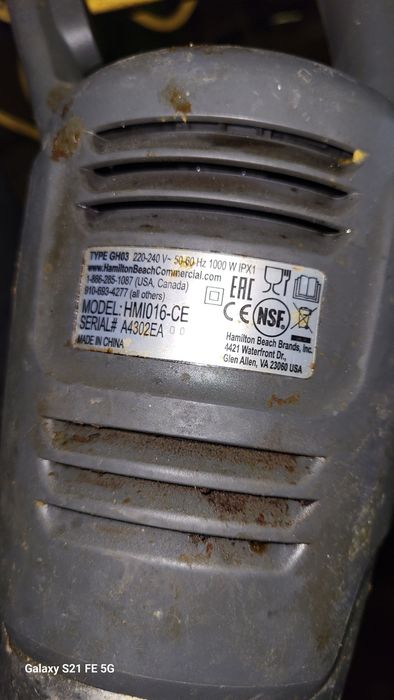 TYPE GH03 220-240 V~ 50-60 Hz 1000 W IPX1
www.HamiltonBeachCommercial.com
1-866-285-1087 (USA, Canada)
910-693-4277 (all others)
MODEL: HMI016-CE
SERIAL# A4302EA
MADE IN CHINA
EAC
CE NSF.
Hamilton Beach Brands, Inc.
4421 Waterfront Dr.,
Glen Allen, VA 23060 USA
Galaxy S21 FE 5G